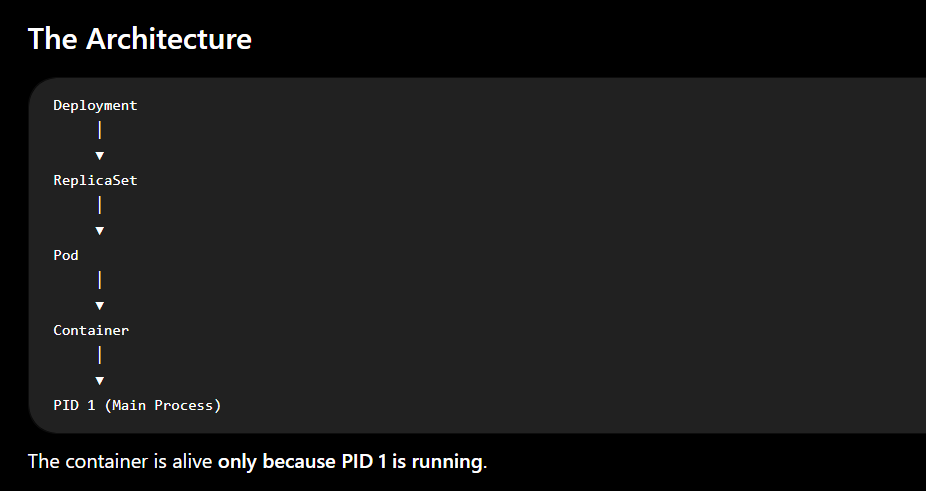 The Architecture
Deployment
│
▼
ReplicaSet
│
▼
Pod
│
▼
Container
│
▼
PID 1 (Main Process)
The container is alive only because PID 1 is running.